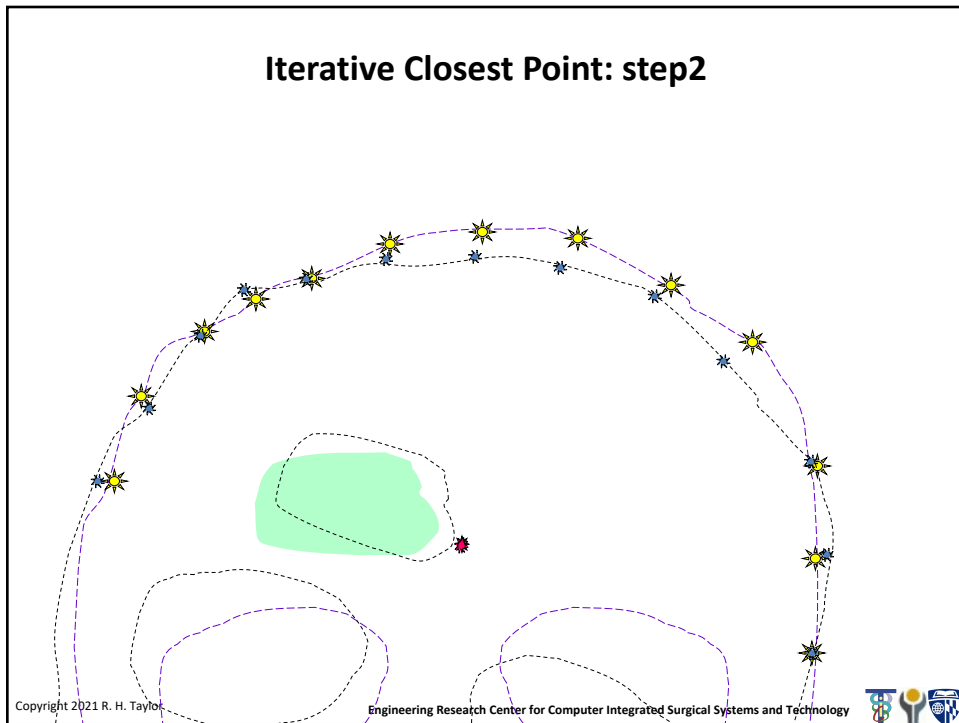 Iterative Closest Point: step2
Copyright 2021 R. H. Taylor
Engineering Research Center for Computer Integrated Surgical Systems and Technology